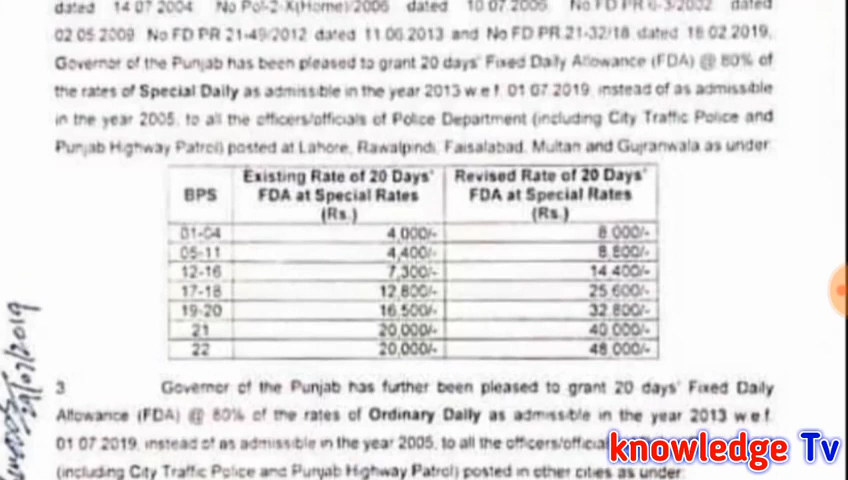 dated 14.07.2004. No Pol-2-X(Home)/2006 dated 10.07.2006, No FD PR 6-3/2002 dated
02.05.2009 No FD PR 21-49/2012 dated 11.06.2013 and No FD PR 21-32/18 dated 18.02.2019,
Governor of the Punjab has been pleased to grant 20 days' Fixed Daily Allowance (FDA) @ 80% of
the rates of Special Daily as admissible in the year 2013 w.e.f. 01.07.2019, instead of as admissible
in the year 2005, to all the officers/officials of Police Department (including City Traffic Police and
Punjab Highway Patrol) posted at Lahore, Rawalpindi, Faisalabad, Multan and Gujranwala as under:
BPS Existing Rate of 20 Days' FDA at Special Rates (Rs.) Revised Rate of 20 Days' FDA at Special Rates (Rs.)
01-04 4,000/- 8,000/-
05-11 4,400/- 8,800/-
12-16 7,300/- 14,400/-
17-18 12,800/- 25,600/-
19-20 16,500/- 32,800/-
21 20,000/- 40,000/-
22 20,000/- 48,000/-
3 Governor of the Punjab has further been pleased to grant 20 days' Fixed Daily
Allowance (FDA) @ 80% of the rates of Ordinary Daily as admissible in the year 2013 w.e.f.
01.07.2019, instead of as admissible in the year 2005, to all the officers/official
(including City Traffic Police and Punjab Highway Patrol) posted in other cities as under:
knowledge Tv
29/07/2019